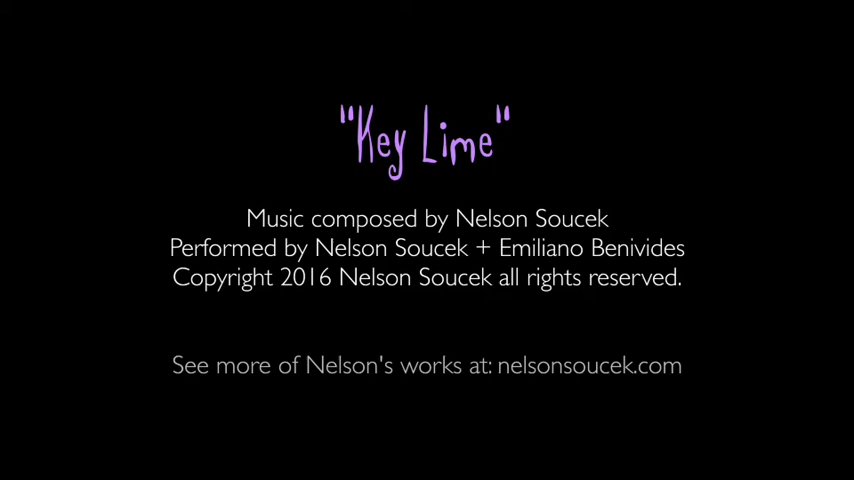 "Key Lime"
Music composed by Nelson Soucek
Performed by Nelson Soucek + Emiliano Benivides
Copyright 2016 Nelson Soucek all rights reserved.
See more of Nelson's works at: nelsonsoucek.com